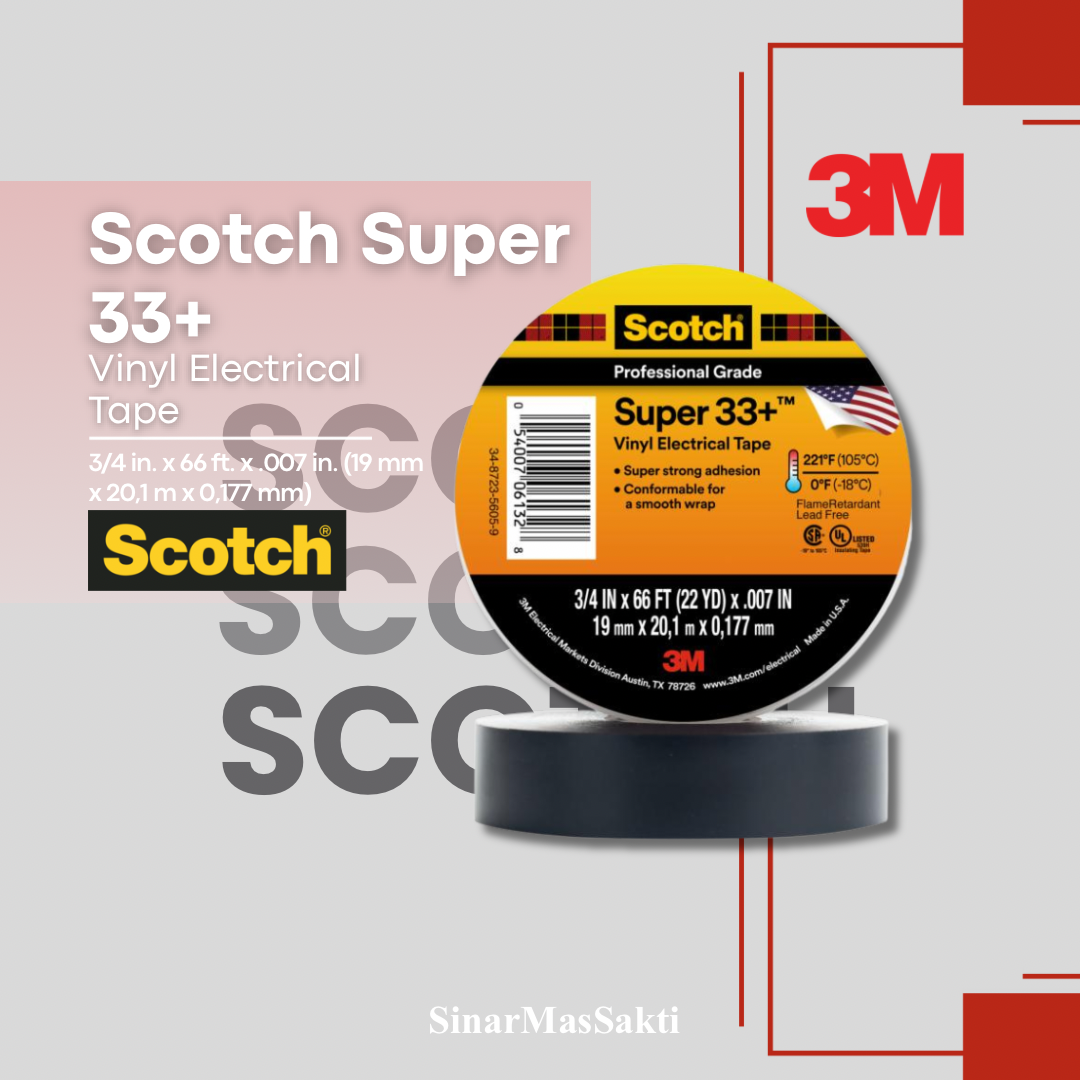 3M
Scotch Super
33+
Vinyl Electrical
Tape
3/4 in. x 66 ft. x .007 in. (19 mm
x 20,1 m x 0,177 mm)
Scotch®
Scotch
Professional Grade
Super 33+™
Vinyl Electrical Tape
• Super strong adhesion
• Conformable for
a smooth wrap
0 54007 06132 8
34-8723-5605-9
221°F (105°C)
0°F (-18°C)
FlameRetardant
Lead Free
LISTED
Insulating Tape
3/4 IN x 66 FT (22 YD) x .007 IN
19 mm x 20,1 m x 0,177 mm
3M
3M Electrical Markets Division Austin, TX 78726 www.3M.com/electrical Made in U.S.A.
SinarMasSakti